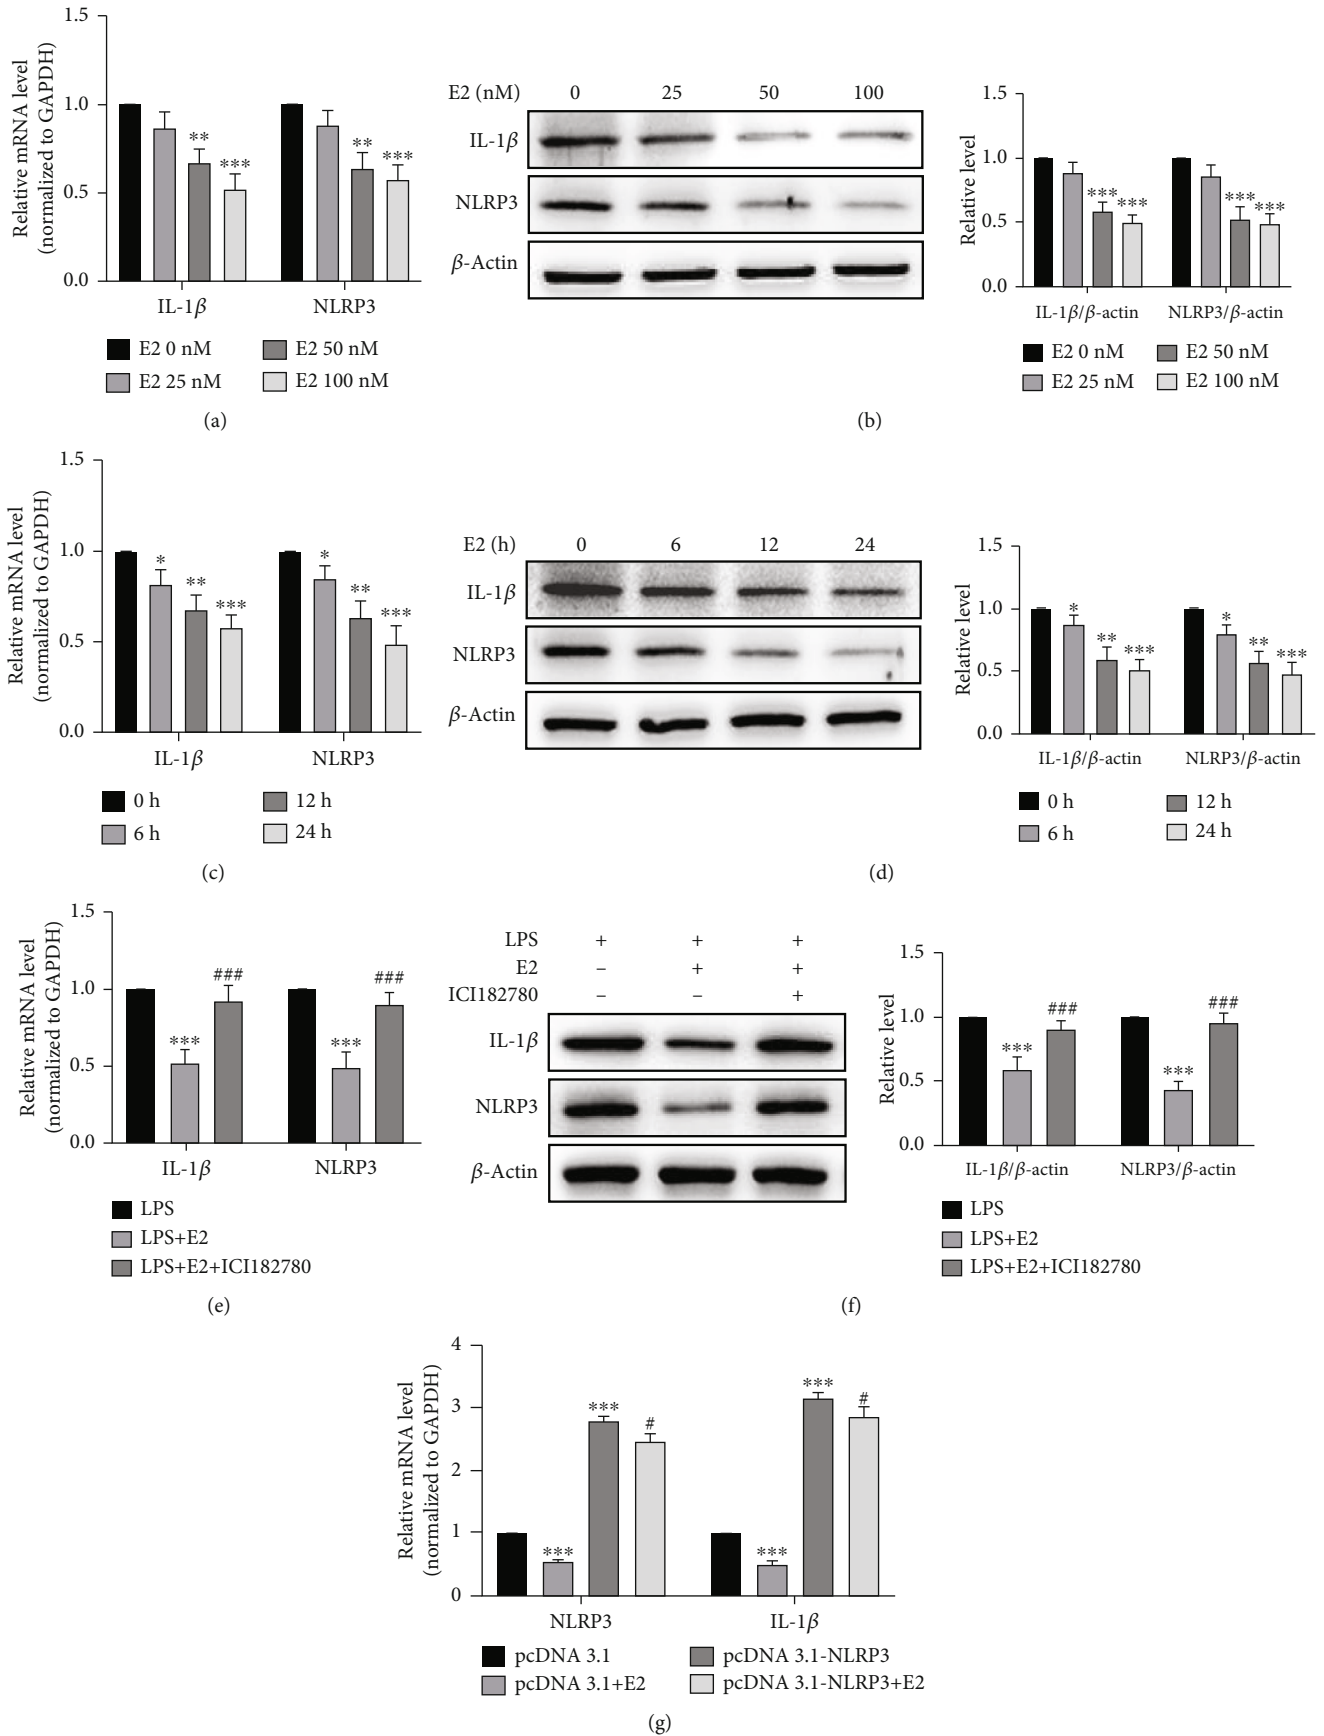 1.5
1.0
0.5
0.0
Relative mRNA level
(normalized to GAPDH)
** *** ** ***
IL-1β NLRP3
E2 0 nM E2 50 nM
E2 25 nM E2 100 nM
(a)
E2 (nM) 0 25 50 100
IL-1β
NLRP3
β-Actin
1.5
1.0
0.5
0.0
Relative level
*** *** *** ***
IL-1β/β-actin NLRP3/β-actin
E2 0 nM E2 50 nM
E2 25 nM E2 100 nM
(b)
1.5
1.0
0.5
0.0
Relative mRNA level
(normalized to GAPDH)
* ** *** * ** ***
IL-1β NLRP3
0 h 12 h
6 h 24 h
(c)
E2 (h) 0 6 12 24
IL-1β
NLRP3
β-Actin
1.5
1.0
0.5
0.0
Relative level
* ** *** * ** ***
IL-1β/β-actin NLRP3/β-actin
0 h 12 h
6 h 24 h
(d)
1.5
1.0
0.5
0.0
Relative mRNA level
(normalized to GAPDH)
*** ### *** ###
IL-1β NLRP3
LPS
LPS+E2
LPS+E2+ICI182780
(e)
LPS + + +
E2 – + +
ICI182780 – – +
IL-1β
NLRP3
β-Actin
1.5
1.0
0.5
0.0
Relative level
*** ### *** ###
IL-1β/β-actin NLRP3/β-actin
LPS
LPS+E2
LPS+E2+ICI182780
(f)
4
3
2
1
0
Relative mRNA level
(normalized to GAPDH)
*** *** # *** *** #
NLRP3 IL-1β
pcDNA 3.1 pcDNA 3.1-NLRP3
pcDNA 3.1+E2 pcDNA 3.1-NLRP3+E2
(g)